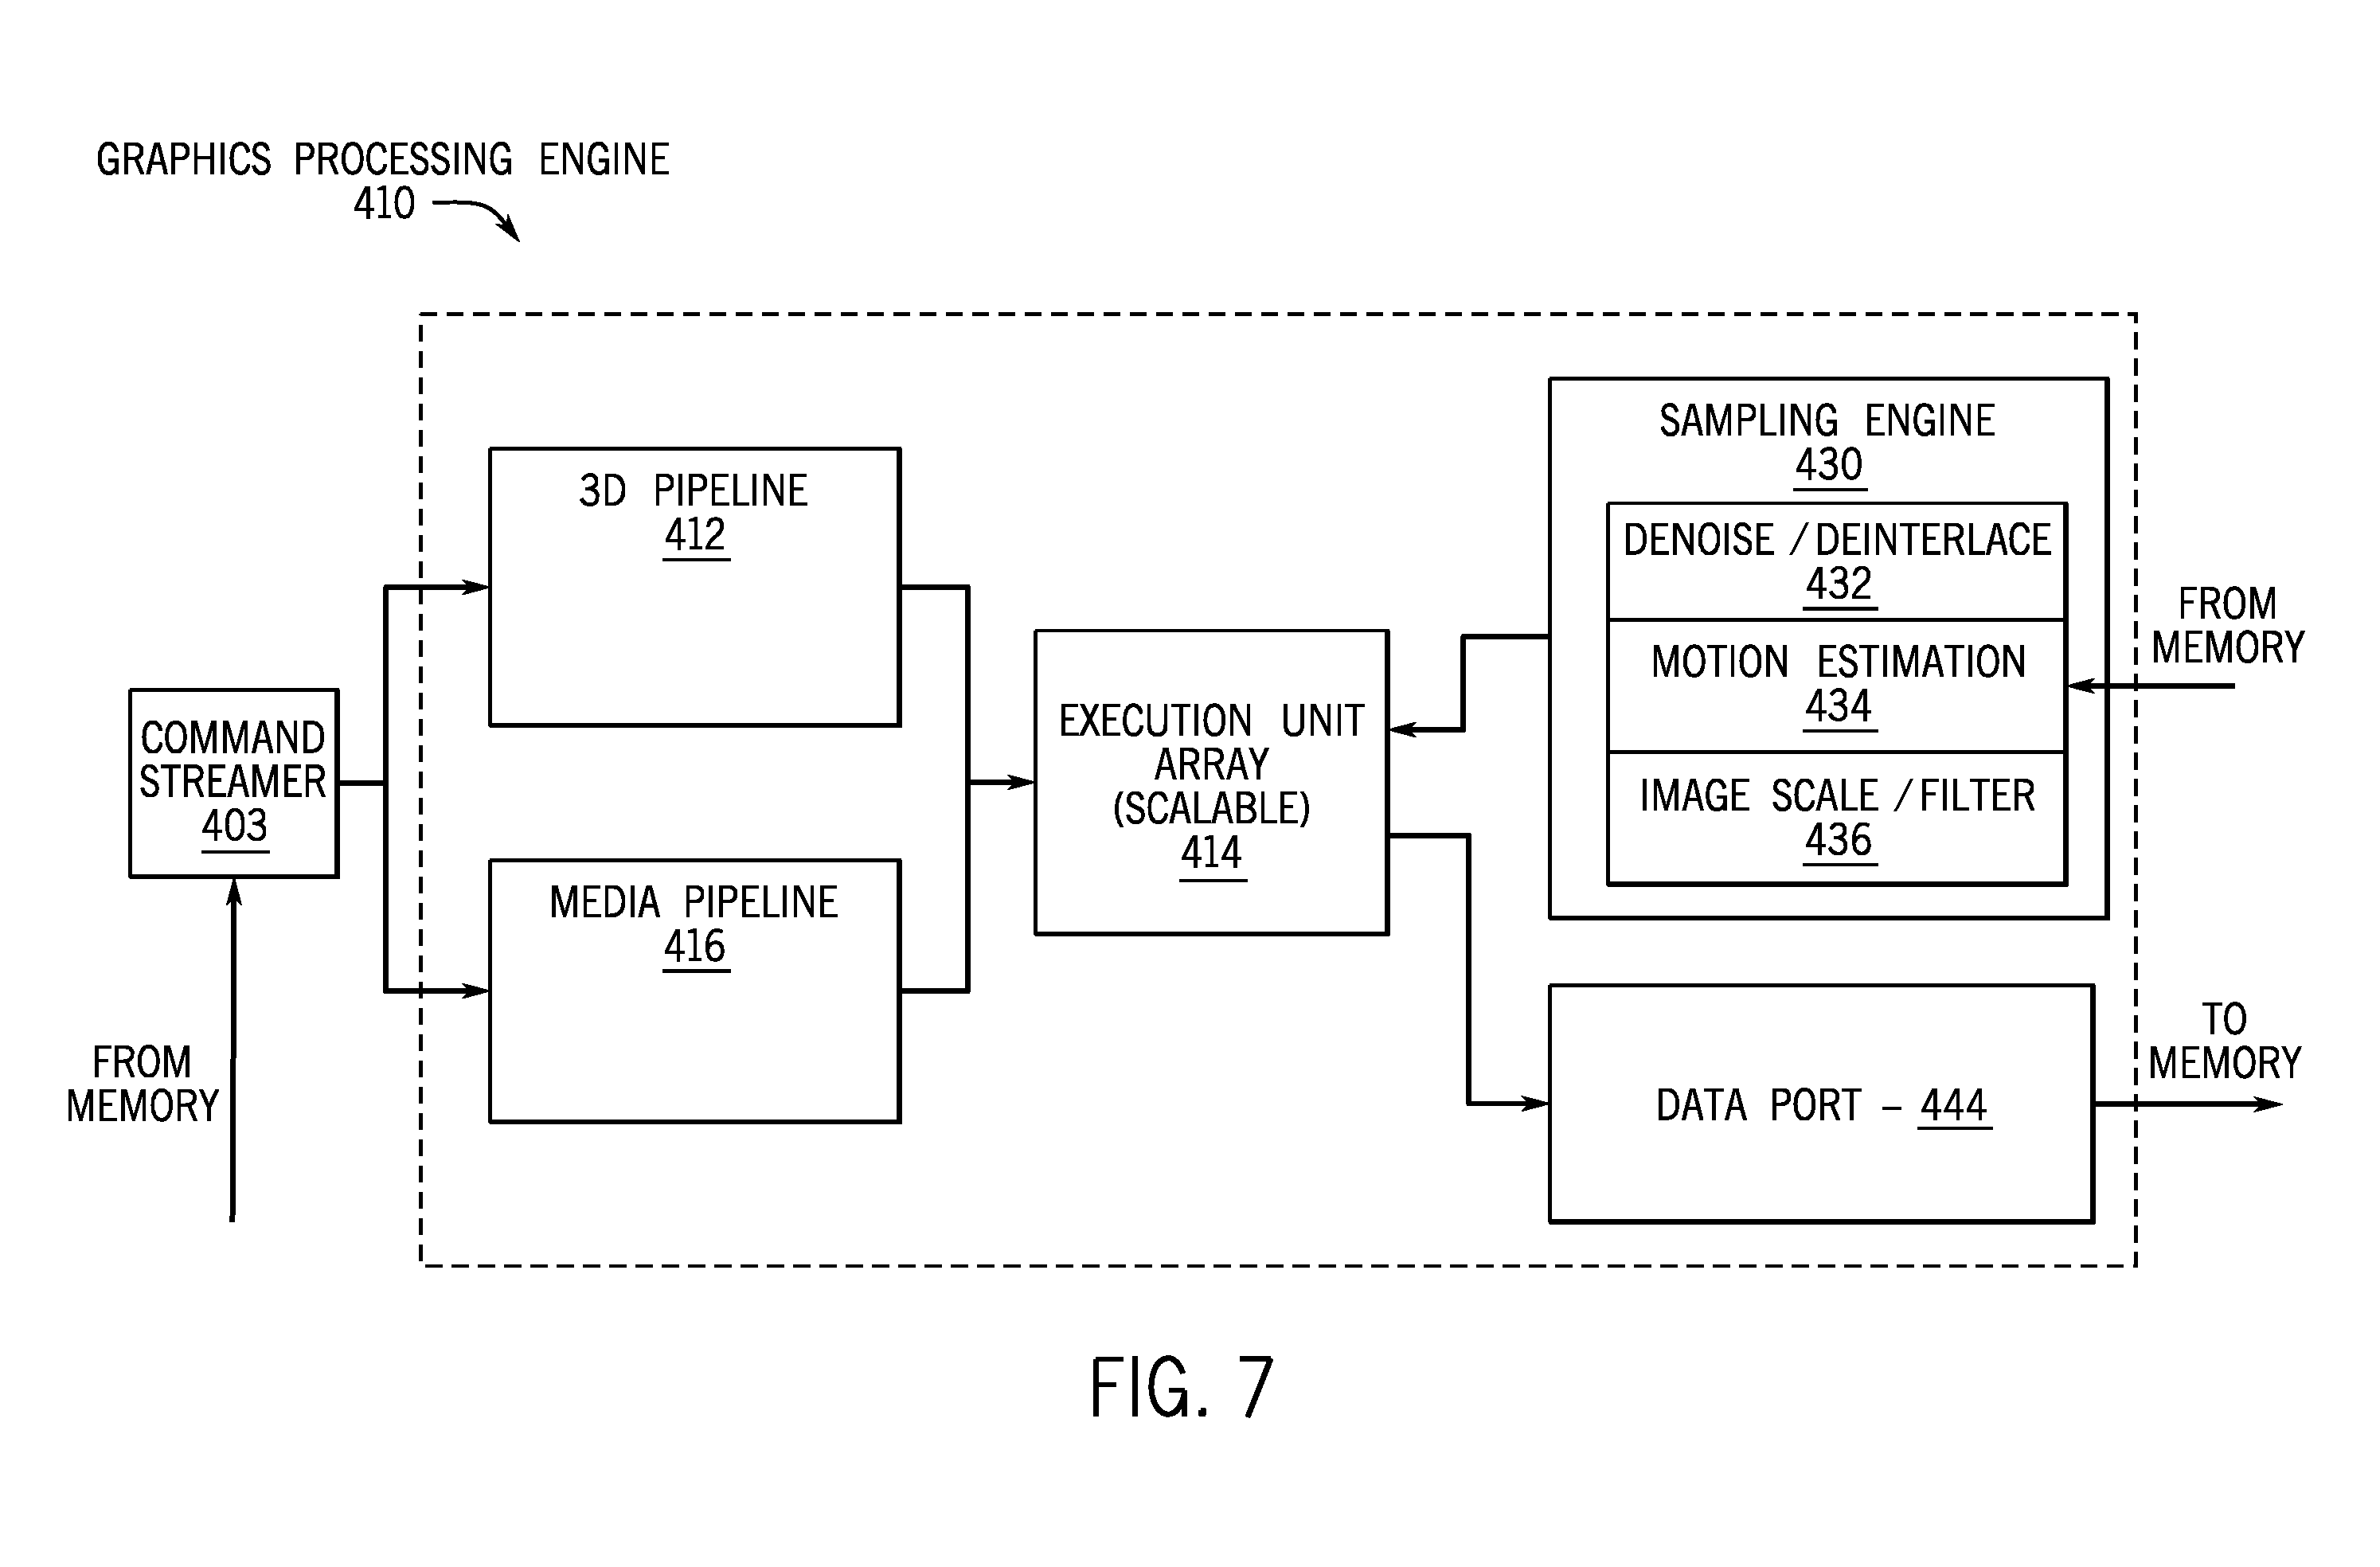 GRAPHICS PROCESSING ENGINE
410
3D PIPELINE
412
SAMPLING ENGINE
430
DENOISE / DEINTERLACE
432
MOTION ESTIMATION
434
IMAGE SCALE / FILTER
436
FROM
MEMORY
COMMAND
STREAMER
403
EXECUTION UNIT
ARRAY
(SCALABLE)
414
MEDIA PIPELINE
416
FROM
MEMORY
DATA PORT – 444
TO
MEMORY
FIG. 7